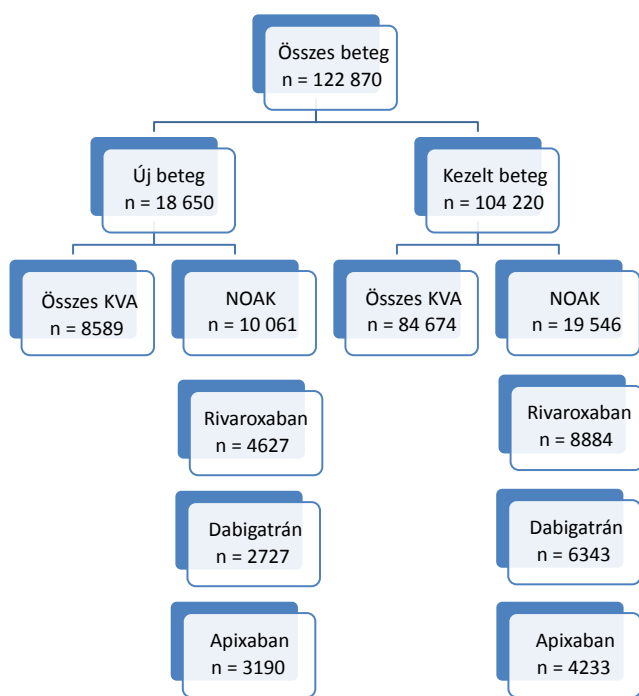 Összes beteg
n = 122 870
Új beteg
n = 18 650
Kezelt beteg
n = 104 220
Összes KVA
n = 8589
NOAK
n = 10 061
Összes KVA
n = 84 674
NOAK
n = 19 546
Rivaroxaban
n = 4627
Rivaroxaban
n = 8884
Dabigatrán
n = 2727
Dabigatrán
n = 6343
Apixaban
n = 3190
Apixaban
n = 4233